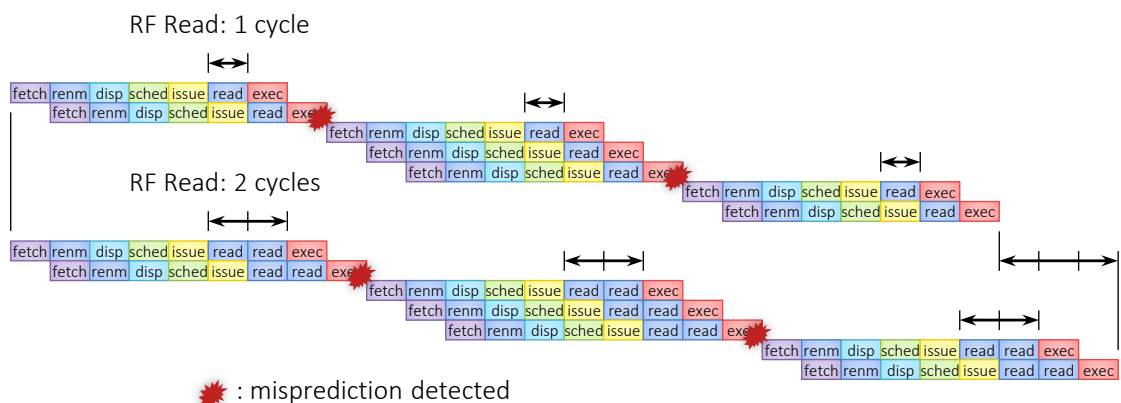 RF Read: 1 cycle
fetch renm disp sched issue read exec
fetch renm disp sched issue read exec
fetch renm disp sched issue read exec
fetch renm disp sched issue read exec
fetch renm disp sched issue read exec
fetch renm disp sched issue read exec
fetch renm disp sched issue read exec
RF Read: 2 cycles
fetch renm disp sched issue read read exec
fetch renm disp sched issue read read exec
fetch renm disp sched issue read read exec
fetch renm disp sched issue read read exec
fetch renm disp sched issue read read exec
fetch renm disp sched issue read read exec
fetch renm disp sched issue read read exec
: misprediction detected